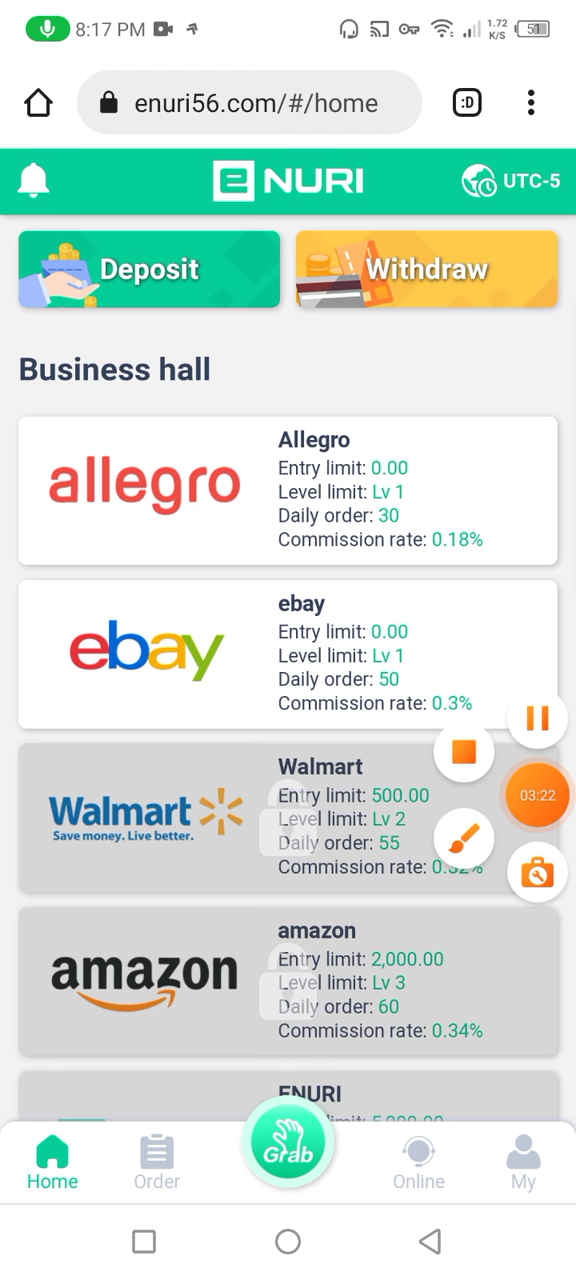 8:17 PM
1.72
K/S
51
enuri56.com/#/home
:D
e NURI
UTC-5
Deposit
Withdraw
Business hall
allegro
Allegro
Entry limit: 0.00
Level limit: Lv 1
Daily order: 30
Commission rate: 0.18%
ebay
ebay
Entry limit: 0.00
Level limit: Lv 1
Daily order: 50
Commission rate: 0.3%
Walmart
Save money. Live better.
Walmart
Entry limit: 500.00
Level limit: Lv 2
Daily order: 55
Commission rate: 0.32%
03:22
amazon
amazon
Entry limit: 2,000.00
Level limit: Lv 3
Daily order: 60
Commission rate: 0.34%
ENURI
limit: 5,000.00
Grab
Home
Order
Online
My